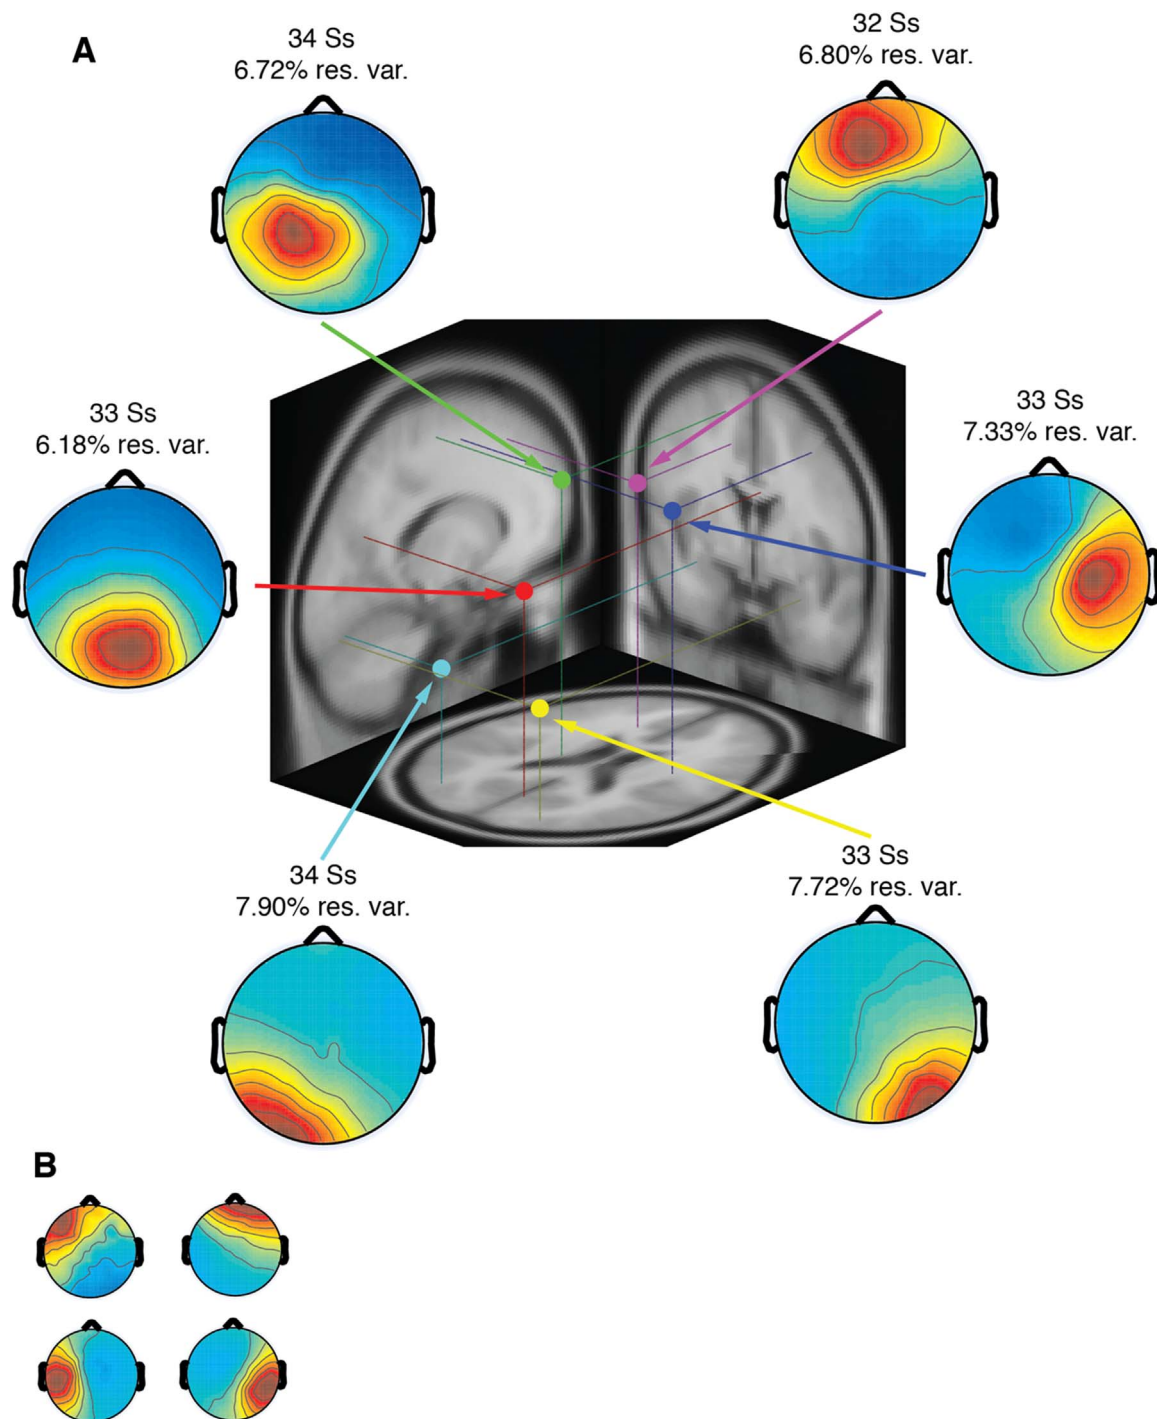 A
34 Ss
6.72% res. var.
32 Ss
6.80% res. var.
33 Ss
6.18% res. var.
33 Ss
7.33% res. var.
34 Ss
7.90% res. var.
33 Ss
7.72% res. var.
B